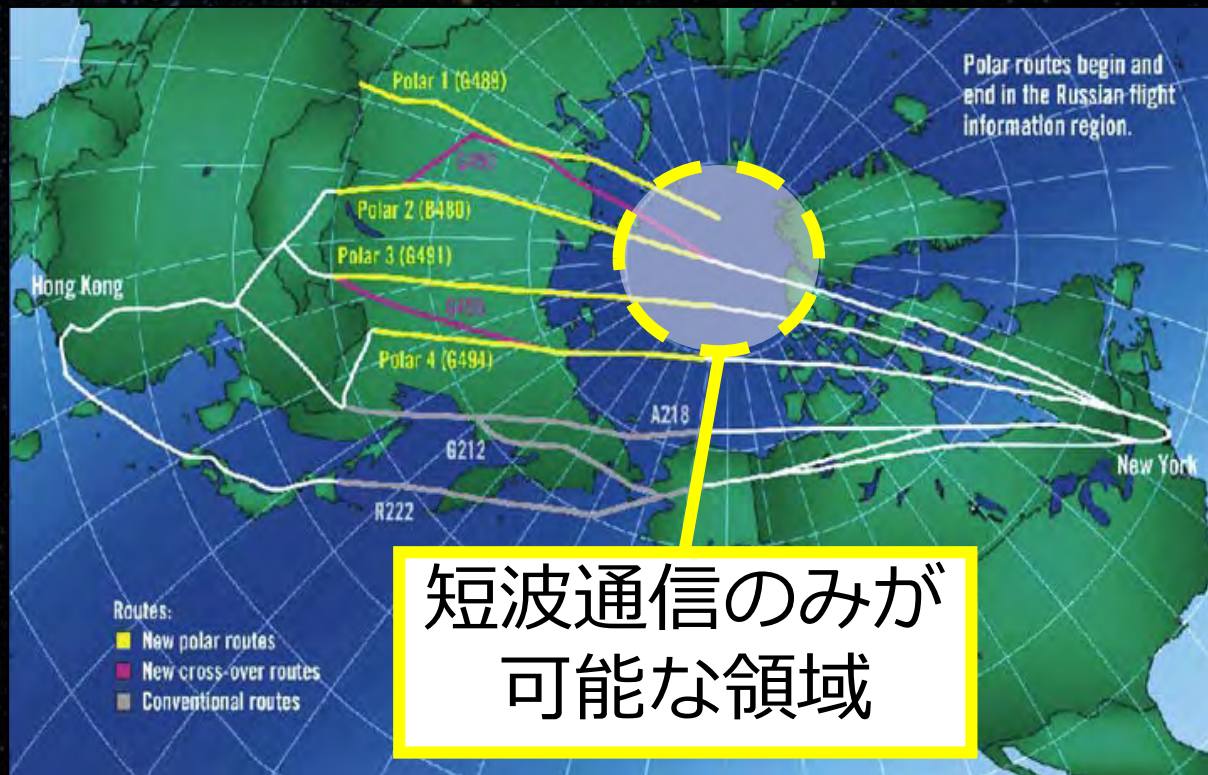 Polar routes begin and
end in the Russian flight
information region.
Polar 1 (G489)
G490
Polar 2 (B480)
Polar 3 (G491)
Hong Kong
Polar 4 (G494)
A218
G212
New York
R222
短波通信のみが
可能な領域
Routes:
New polar routes
New cross-over routes
Conventional routes